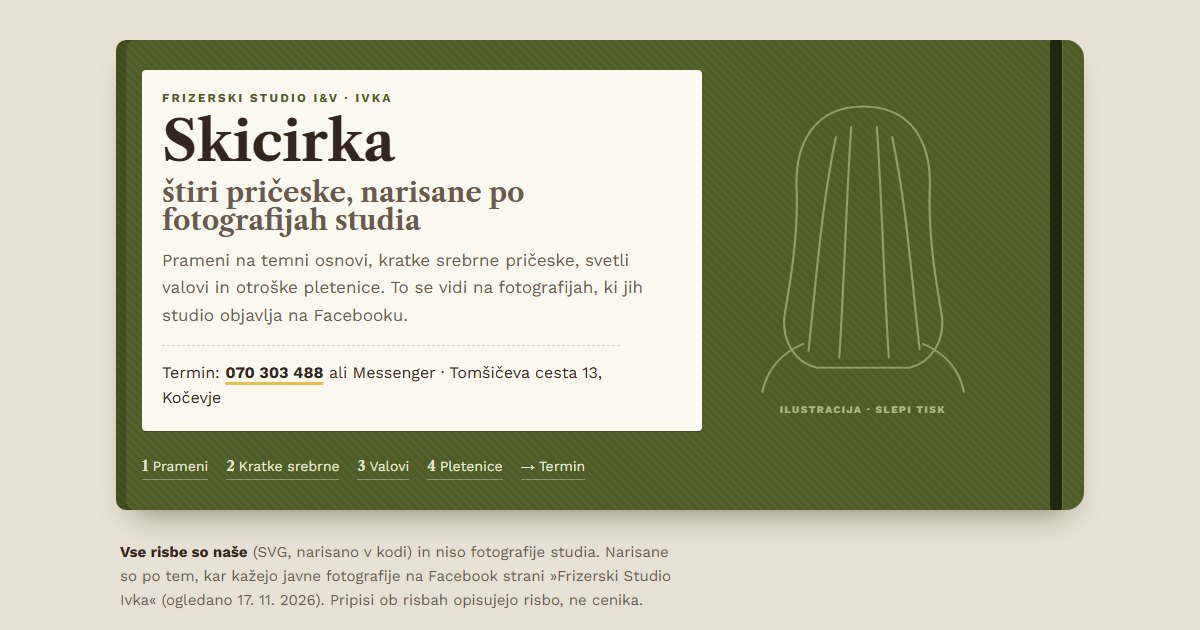 FRIZERSKI STUDIO I&V · IVKA
Skicirka
štiri pričeske, narisane po
fotografijah studia
Prameni na temni osnovi, kratke srebrne pričeske, svetli
valovi in otroške pletenice. To se vidi na fotografijah, ki jih
studio objavlja na Facebooku.
Termin: 070 303 488 ali Messenger · Tomšičeva cesta 13,
Kočevje
ILUSTRACIJA · SLEPI TISK
1 Prameni 2 Kratke srebrne 3 Valovi 4 Pletenice → Termin
Vse risbe so naše (SVG, narisano v kodi) in niso fotografije studia. Narisane
so po tem, kar kažejo javne fotografije na Facebook strani »Frizerski Studio
Ivka« (ogledano 17. 11. 2026). Pripisi ob risbah opisujejo risbo, ne cenika.